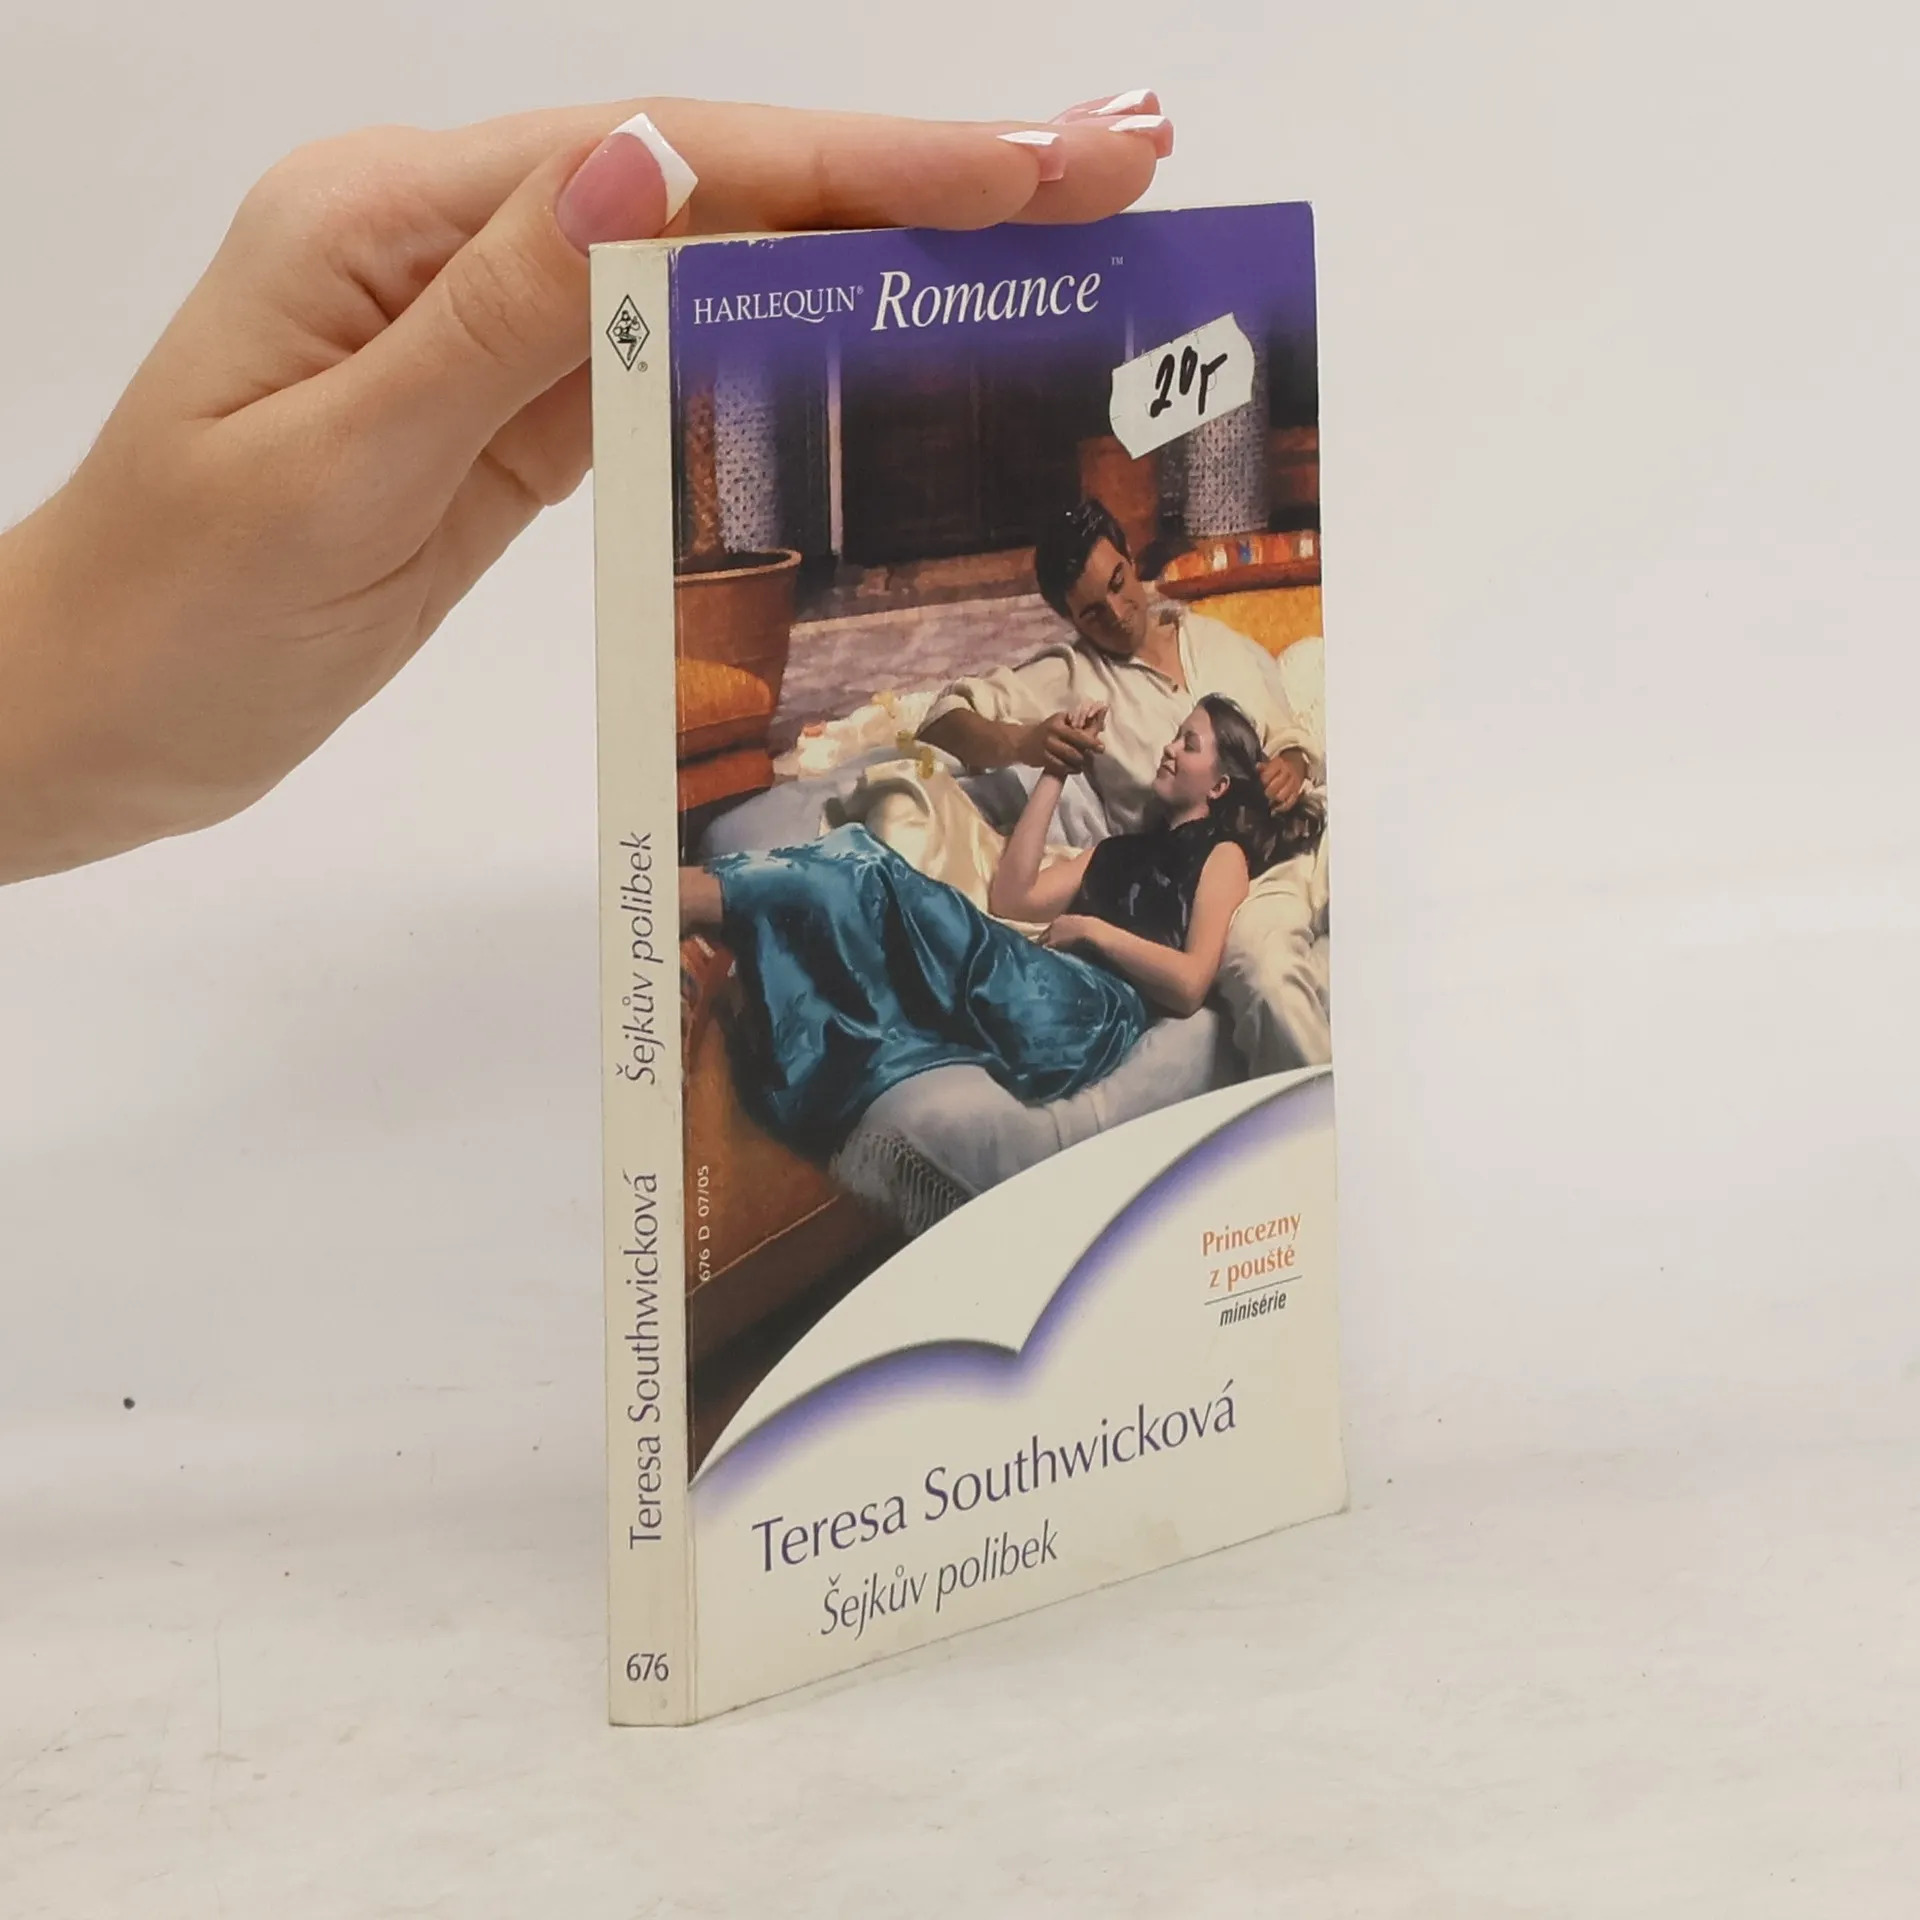 HARLEQUIN® Romance™
20,-
Princezny
z pouště
minisérie
Teresa Southwicková
Šejkův polibek
676 D 07/05
Teresa Southwicková Šejkův polibek
®
676